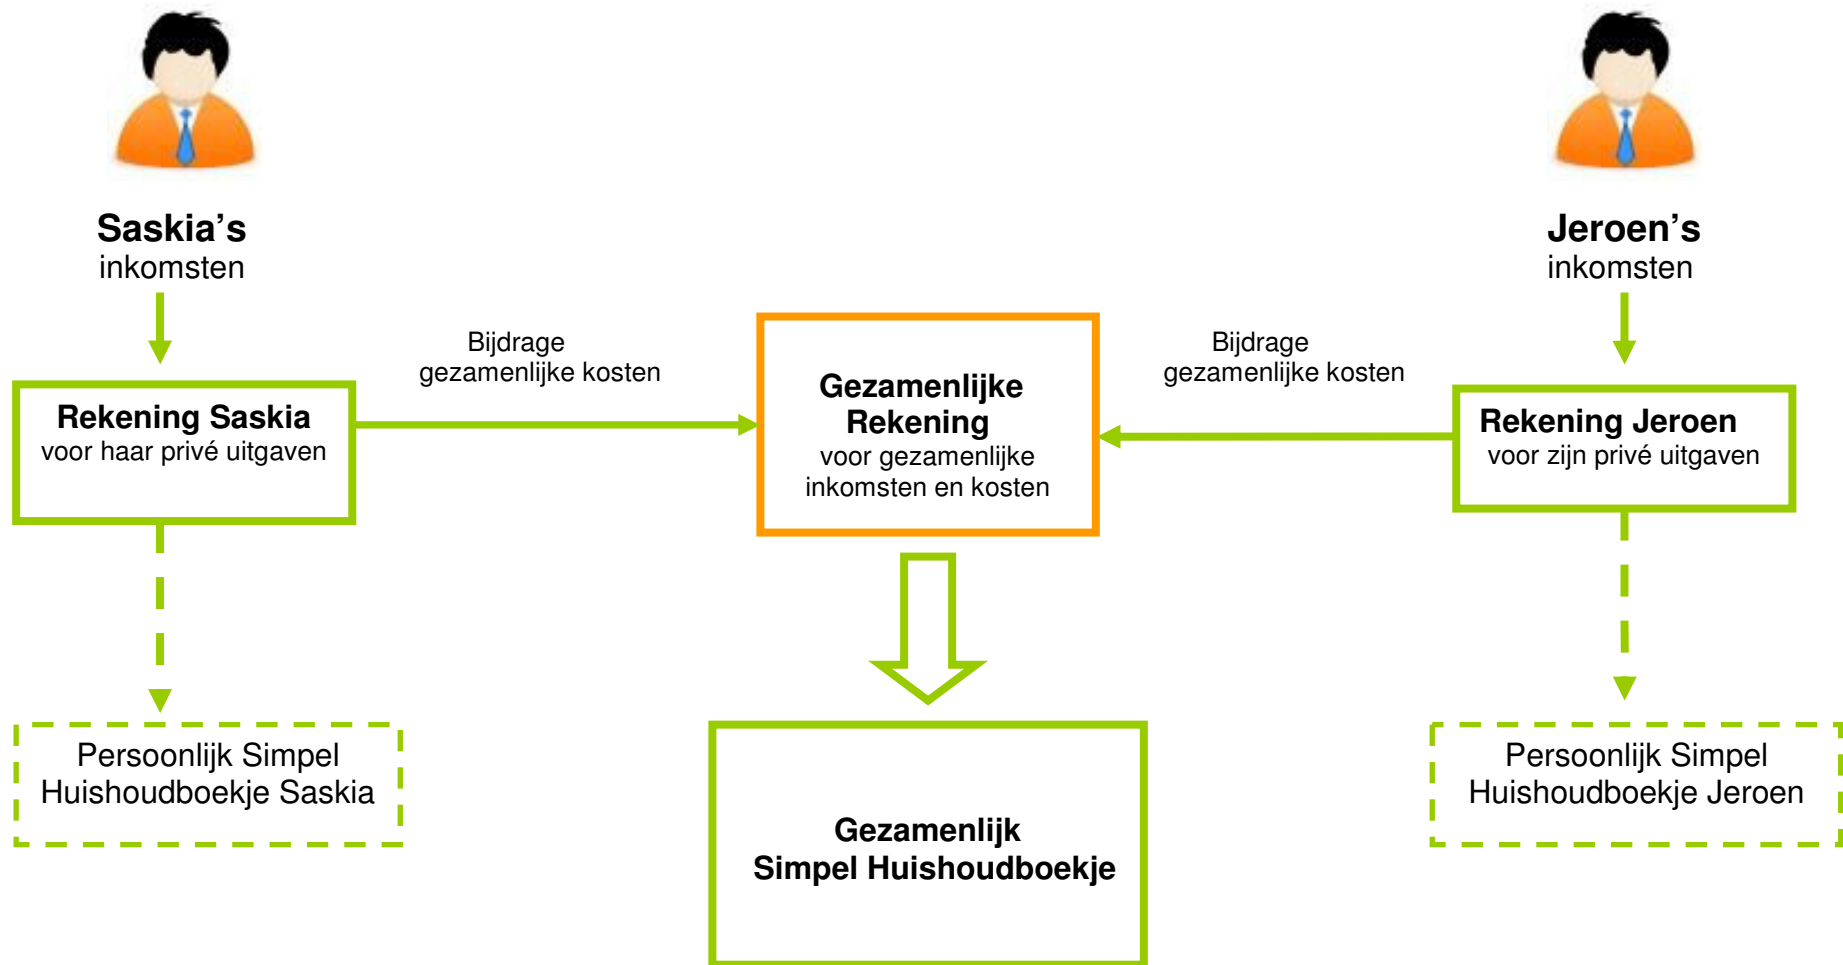 Saskia's
inkomsten
Jeroen's
inkomsten
Bijdrage
gezamenlijke kosten
Bijdrage
gezamenlijke kosten
Rekening Saskia
voor haar privé uitgaven
Gezamenlijke
Rekening
voor gezamenlijke
inkomsten en kosten
Rekening Jeroen
voor zijn privé uitgaven
Persoonlijk Simpel
Huishoudboekje Saskia
Gezamenlijk
Simpel Huishoudboekje
Persoonlijk Simpel
Huishoudboekje Jeroen